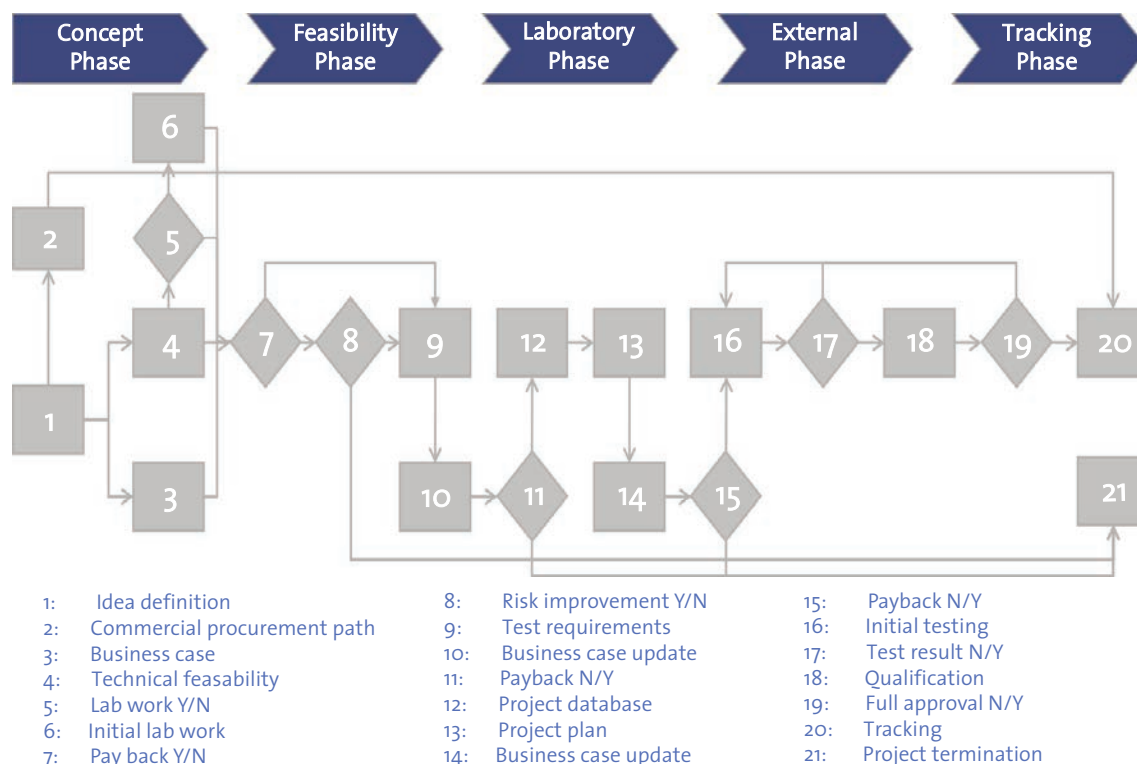 Concept
Phase
Feasibility
Phase
Laboratory
Phase
External
Phase
Tracking
Phase
6
2
5
4
7
8
9
12
13
16
17
18
19
20
1
3
10
11
14
15
21
1: Idea definition
2: Commercial procurement path
3: Business case
4: Technical feasability
5: Lab work Y/N
6: Initial lab work
7: Pay back Y/N
8: Risk improvement Y/N
9: Test requirements
10: Business case update
11: Payback N/Y
12: Project database
13: Project plan
14: Business case update
15: Payback N/Y
16: Initial testing
17: Test result N/Y
18: Qualification
19: Full approval N/Y
20: Tracking
21: Project termination